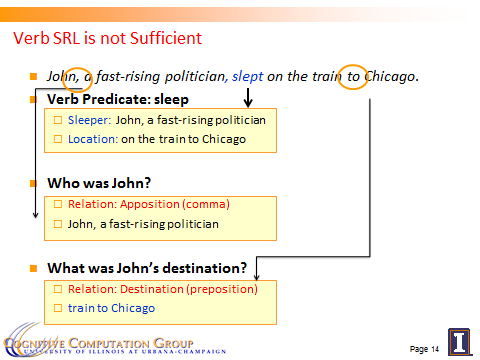 Verb SRL is not Sufficient
John, a fast-rising politician, slept on the train to Chicago.
Verb Predicate: sleep
Sleeper: John, a fast-rising politician
Location: on the train to Chicago
Who was John?
Relation: Apposition (comma)
John, a fast-rising politician
What was John's destination?
Relation: Destination (preposition)
train to Chicago
COGNITIVE COMPUTATION GROUP
UNIVERSITY OF ILLINOIS AT URBANA-CHAMPAIGN
I
Page 14